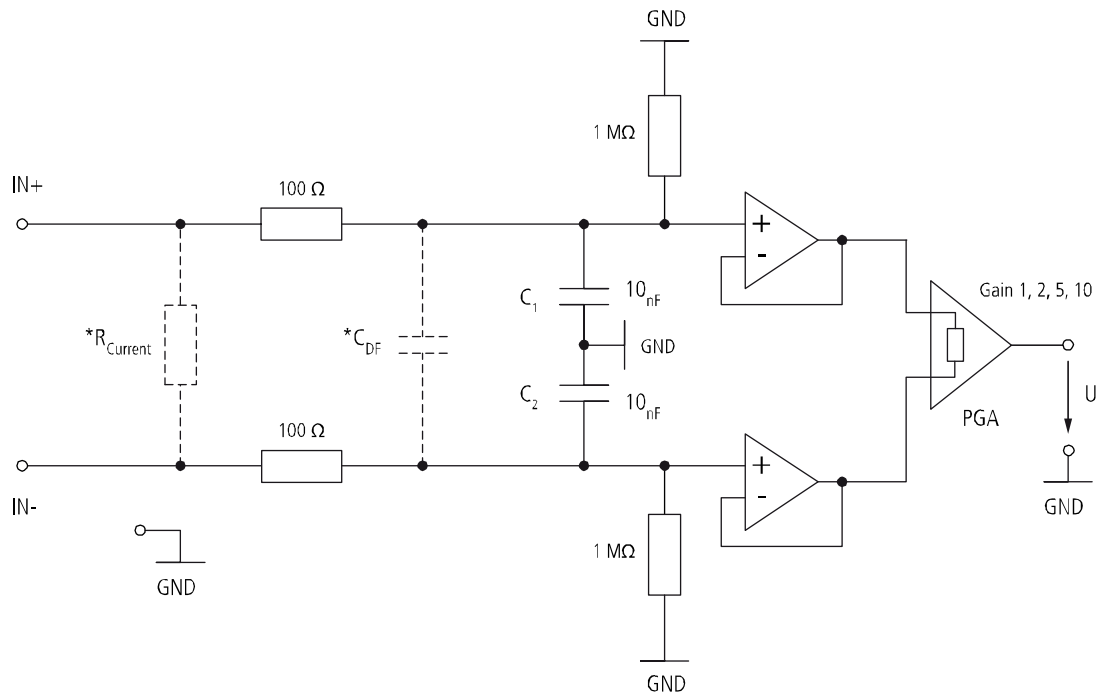 GND
1 MΩ
IN+
100 Ω
+
-
Gain 1, 2, 5, 10
C1
10nF
*RCurrent
*CDF
GND
C2
10nF
U
PGA
100 Ω
+
-
IN-
GND
1 MΩ
GND
GND